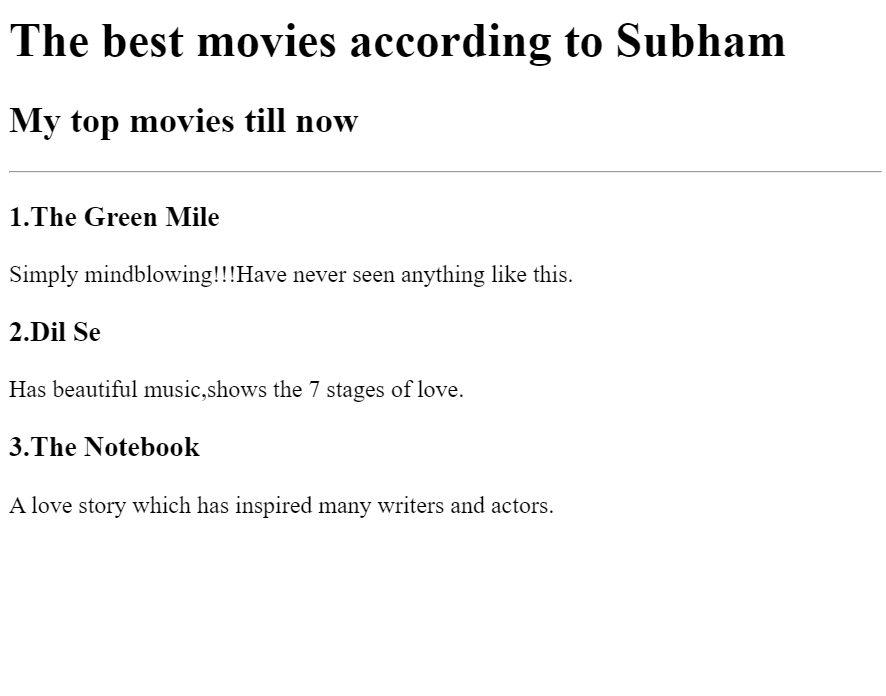 The best movies according to Subham
My top movies till now
1.The Green Mile
Simply mindblowing!!!Have never seen anything like this.
2.Dil Se
Has beautiful music,shows the 7 stages of love.
3.The Notebook
A love story which has inspired many writers and actors.